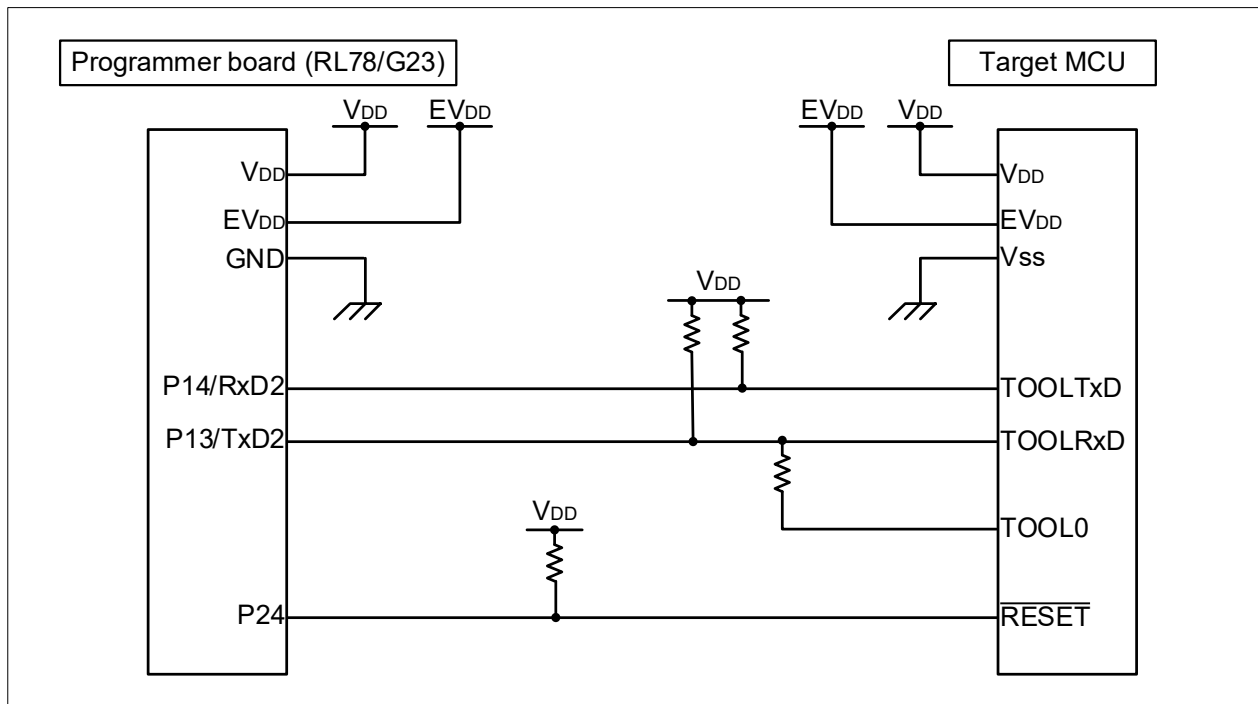 Programmer board (RL78/G23)
Target MCU
VDD
EVDD
EVDD
VDD
VDD
VDD
EVDD
EVDD
GND
Vss
VDD
P14/RxD2
TOOLTxD
P13/TxD2
TOOLRxD
VDD
TOOL0
P24
RESET